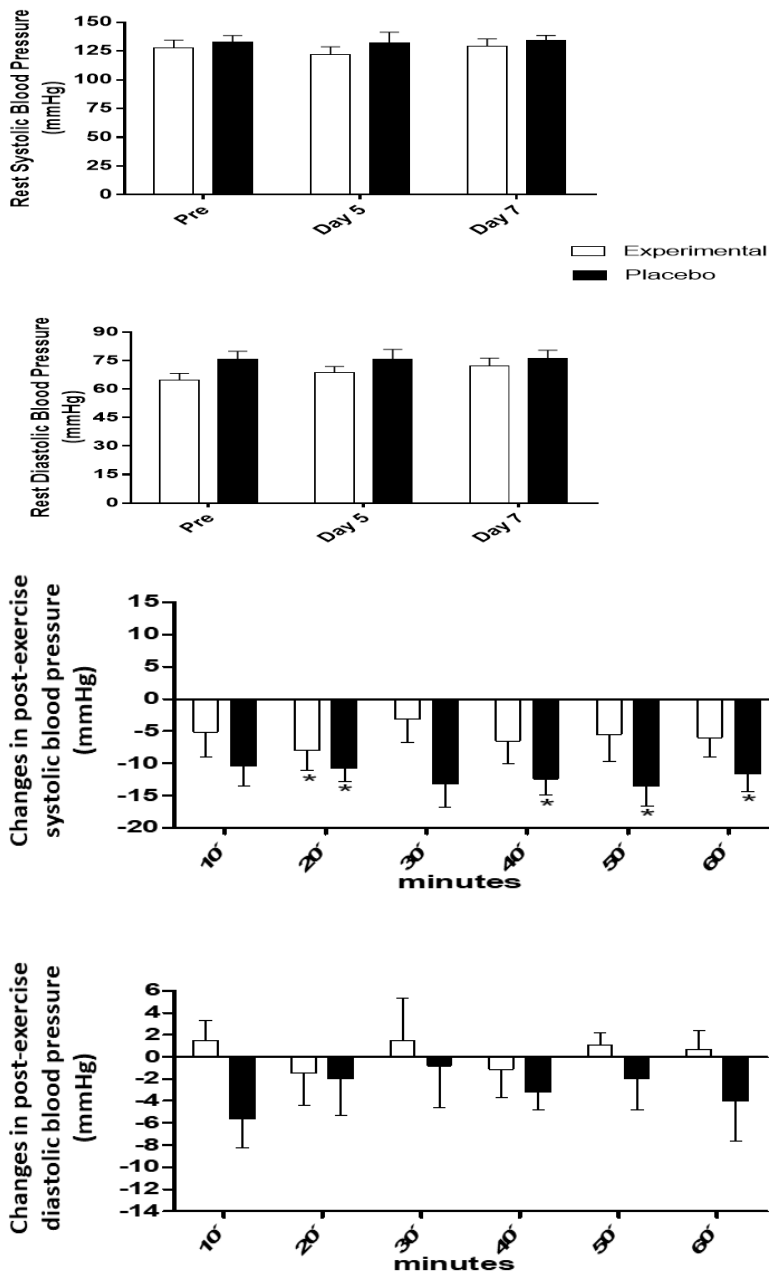 Rest Systolic Blood Pressure
(mmHg)
150
125
100
75
50
25
0
Pre
Day 5
Day 7
Experimental
Placebo
Rest Diastolic Blood Pressure
(mmHg)
90
75
60
45
30
15
0
Pre
Day 5
Day 7
Changes in post-exercise
systolic blood pressure
(mmHg)
15
10
5
0
-5
-10
-15
-20
* * * * *
10´
20´
30´
40´
50´
60´
minutes
Changes in post-exercise
diastolic blood pressure
(mmHg)
6
4
2
0
-2
-4
-6
-8
-10
-12
-14
10´
20´
30´
40´
50´
60´
minutes